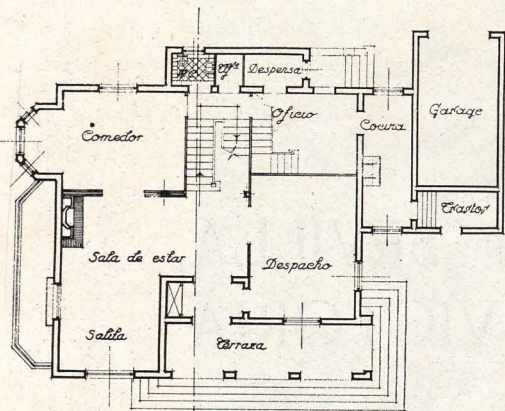 Despensa
Oficio
Comedor
Cocina
Garage
Trastos
Sala de estar
Despacho
Salita
Terraza